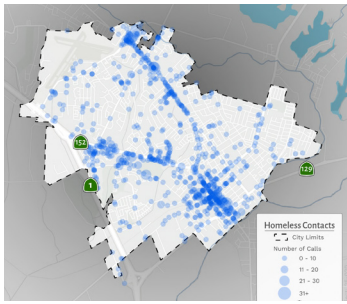 152
1
129
Homeless Contacts
City Limits
Number of Calls
0 - 10
11 - 20
21 - 30
31+